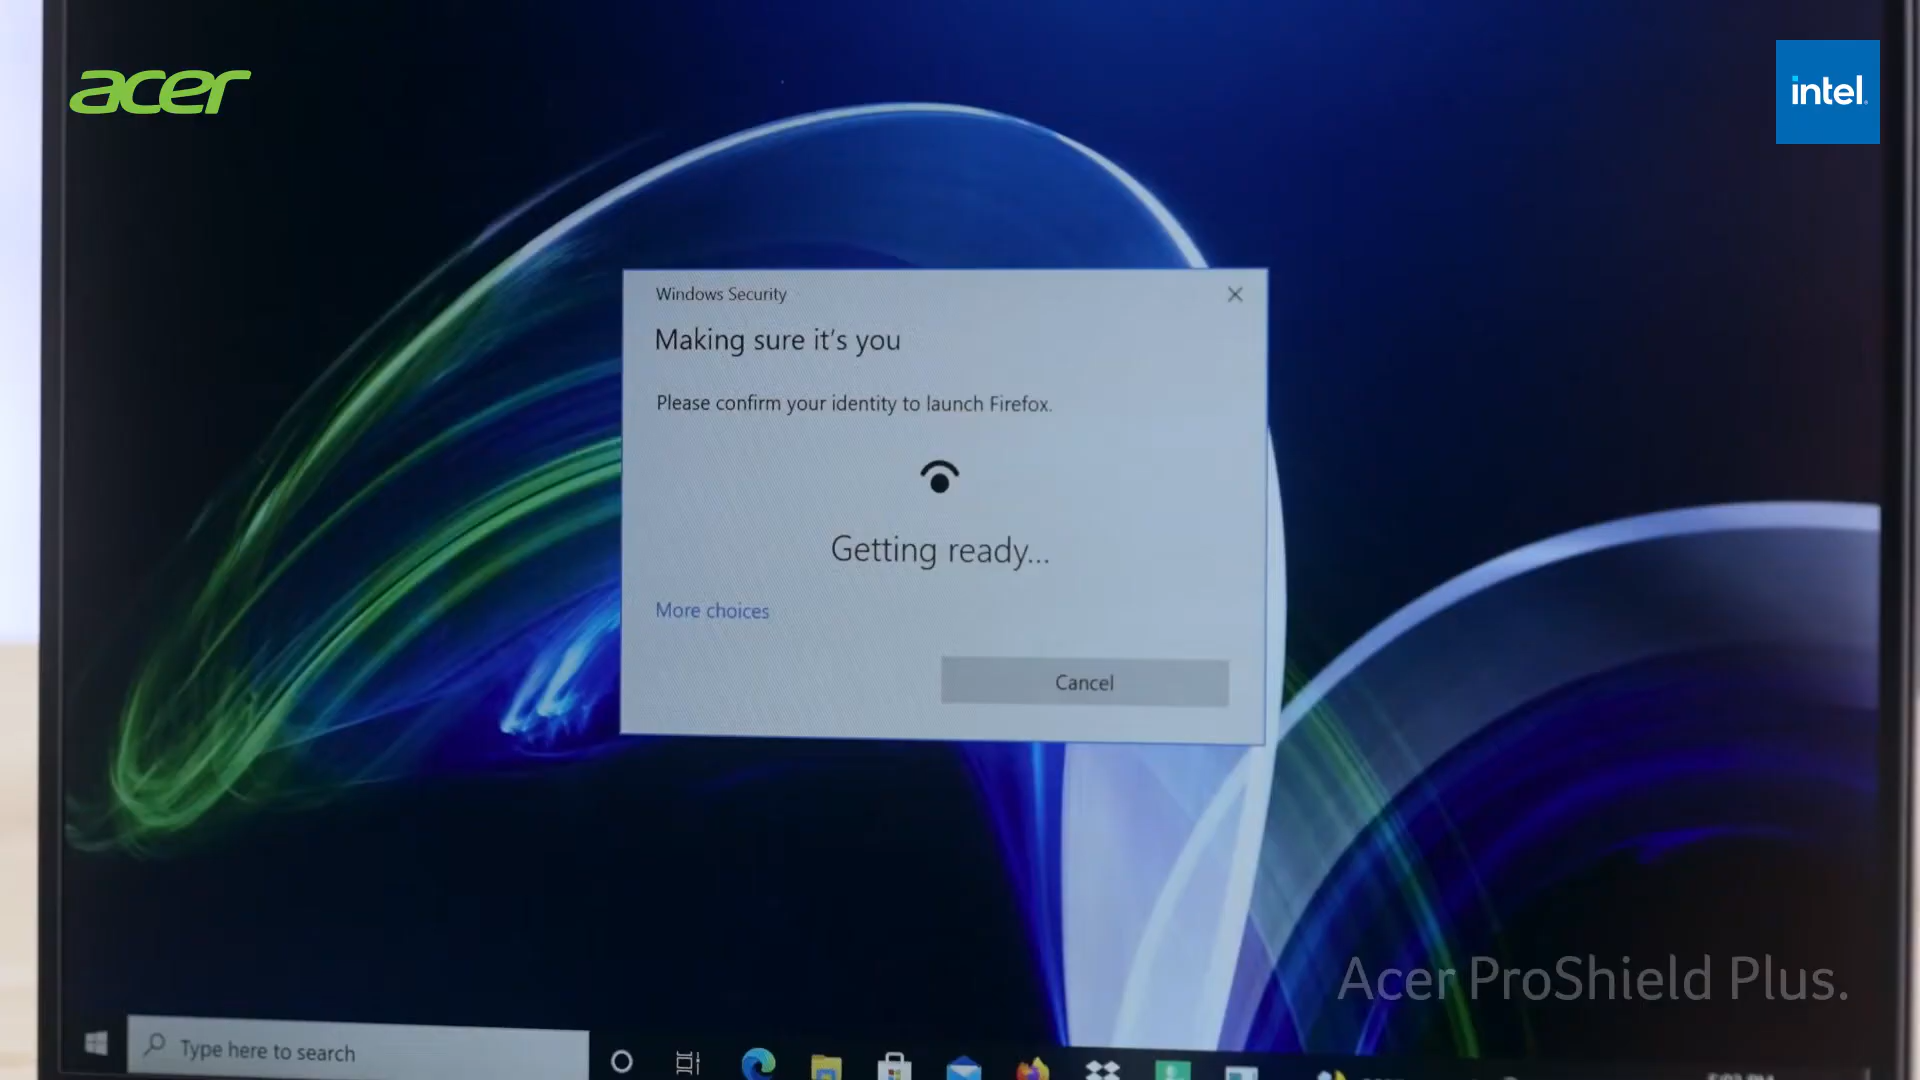 acer
intel.
Windows Security
Making sure it's you
Please confirm your identity to launch Firefox.
Getting ready...
More choices
Cancel
Acer ProShield Plus.
Type here to search